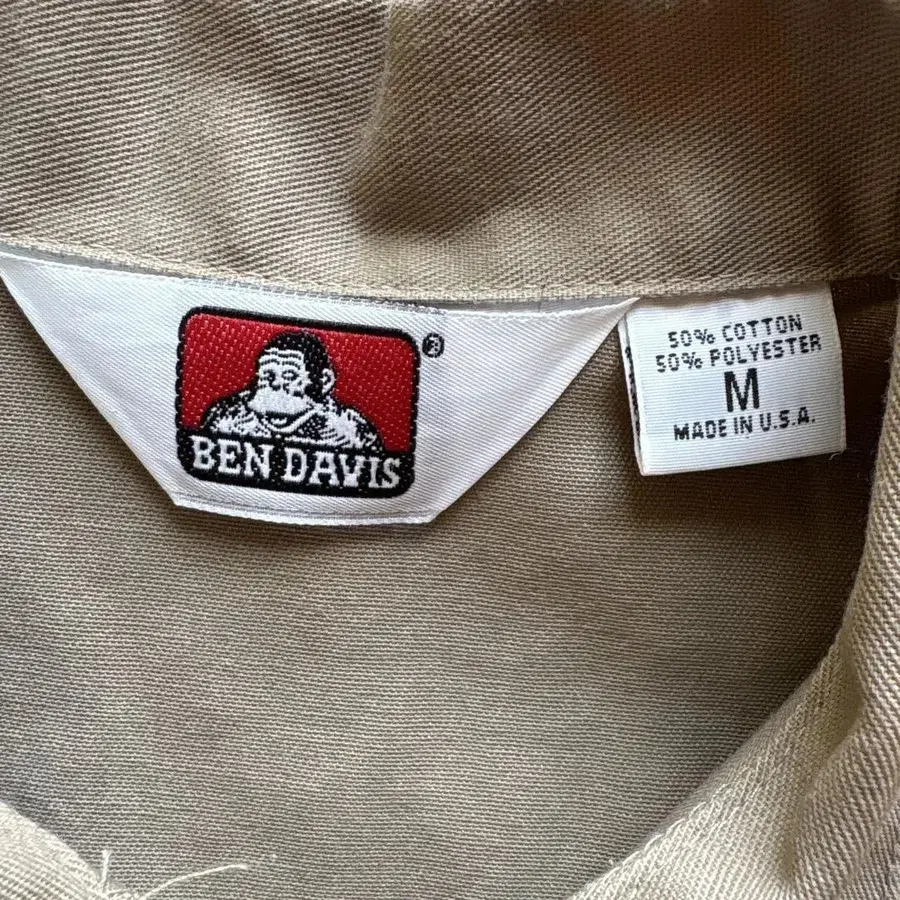 BEN DAVIS
®
50% COTTON
50% POLYESTER
M
MADE IN U.S.A.